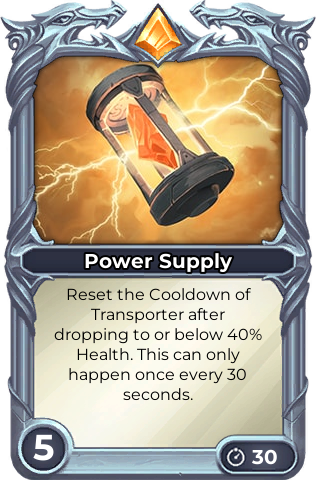 Power Supply
Reset the Cooldown of
Transporter after
dropping to or below 40%
Health. This can only
happen once every 30
seconds.
5
30